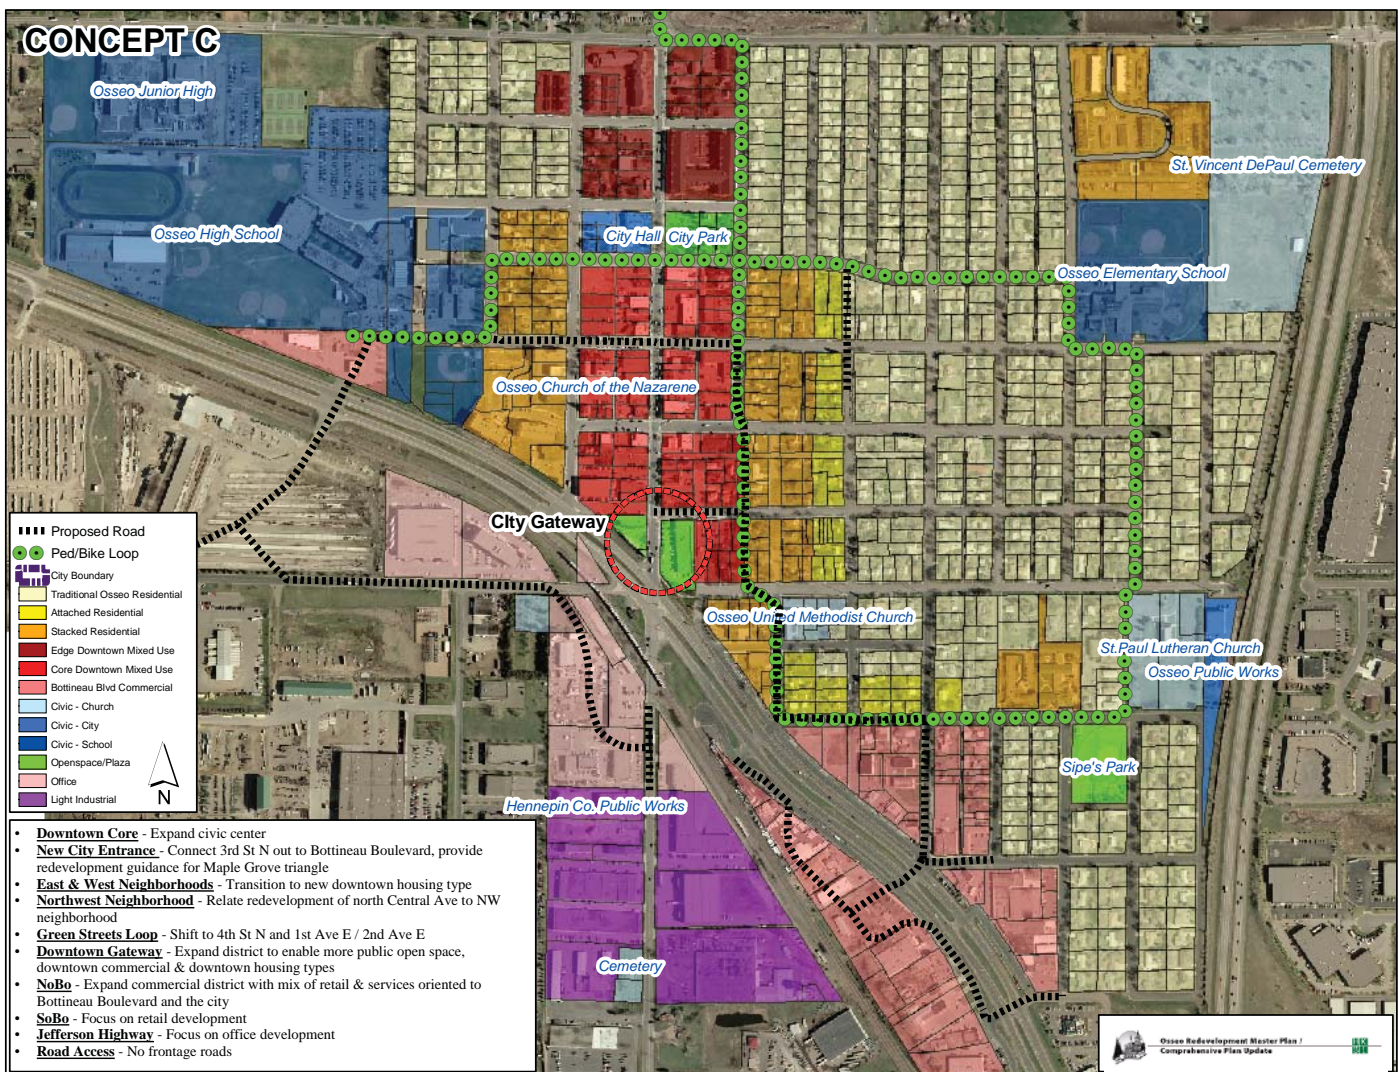 CONCEPT C
Osseo Junior High
St. Vincent DePaul Cemetery
Osseo High School
City Hall
City Park
Osseo Elementary School
Osseo Church of the Nazarene
CIty Gateway
Osseo United Methodist Church
St.Paul Lutheran Church
Osseo Public Works
Sipe's Park
Hennepin Co. Public Works
Cemetery
Proposed Road
Ped/Bike Loop
City Boundary
Traditional Osseo Residential
Attached Residential
Stacked Residential
Edge Downtown Mixed Use
Core Downtown Mixed Use
Bottineau Blvd Commercial
Civic - Church
Civic - City
Civic - School
Openspace/Plaza
Office
Light Industrial
N
• Downtown Core - Expand civic center
• New City Entrance - Connect 3rd St N out to Bottineau Boulevard, provide
redevelopment guidance for Maple Grove triangle
• East & West Neighborhoods - Transition to new downtown housing type
• Northwest Neighborhood - Relate redevelopment of north Central Ave to NW
neighborhood
• Green Streets Loop - Shift to 4th St N and 1st Ave E / 2nd Ave E
• Downtown Gateway - Expand district to enable more public open space,
downtown commercial & downtown housing types
• NoBo - Expand commercial district with mix of retail & services oriented to
Bottineau Boulevard and the city
• SoBo - Focus on retail development
• Jefferson Highway - Focus on office development
• Road Access - No frontage roads
Osseo Redevelopment Master Plan /
Comprehensive Plan Update